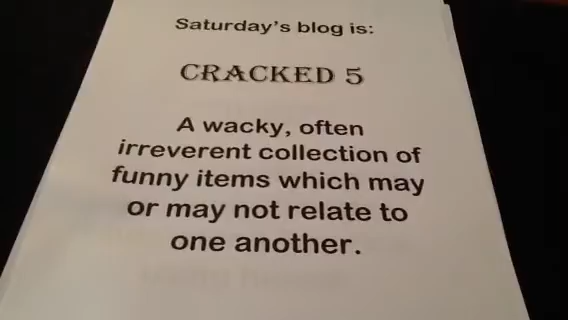 Saturday's blog is:
CRACKED 5
A wacky, often
irreverent collection of
funny items which may
or may not relate to
one another.